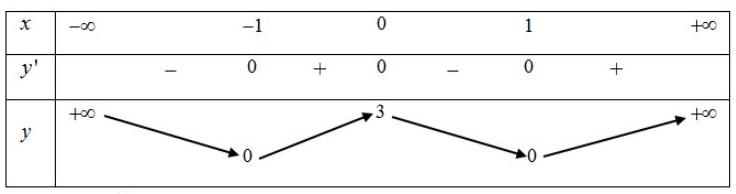 x −∞ −1 0 1 +∞
y' − 0 + 0 − 0 +
+∞ 3 +∞
y
0 0